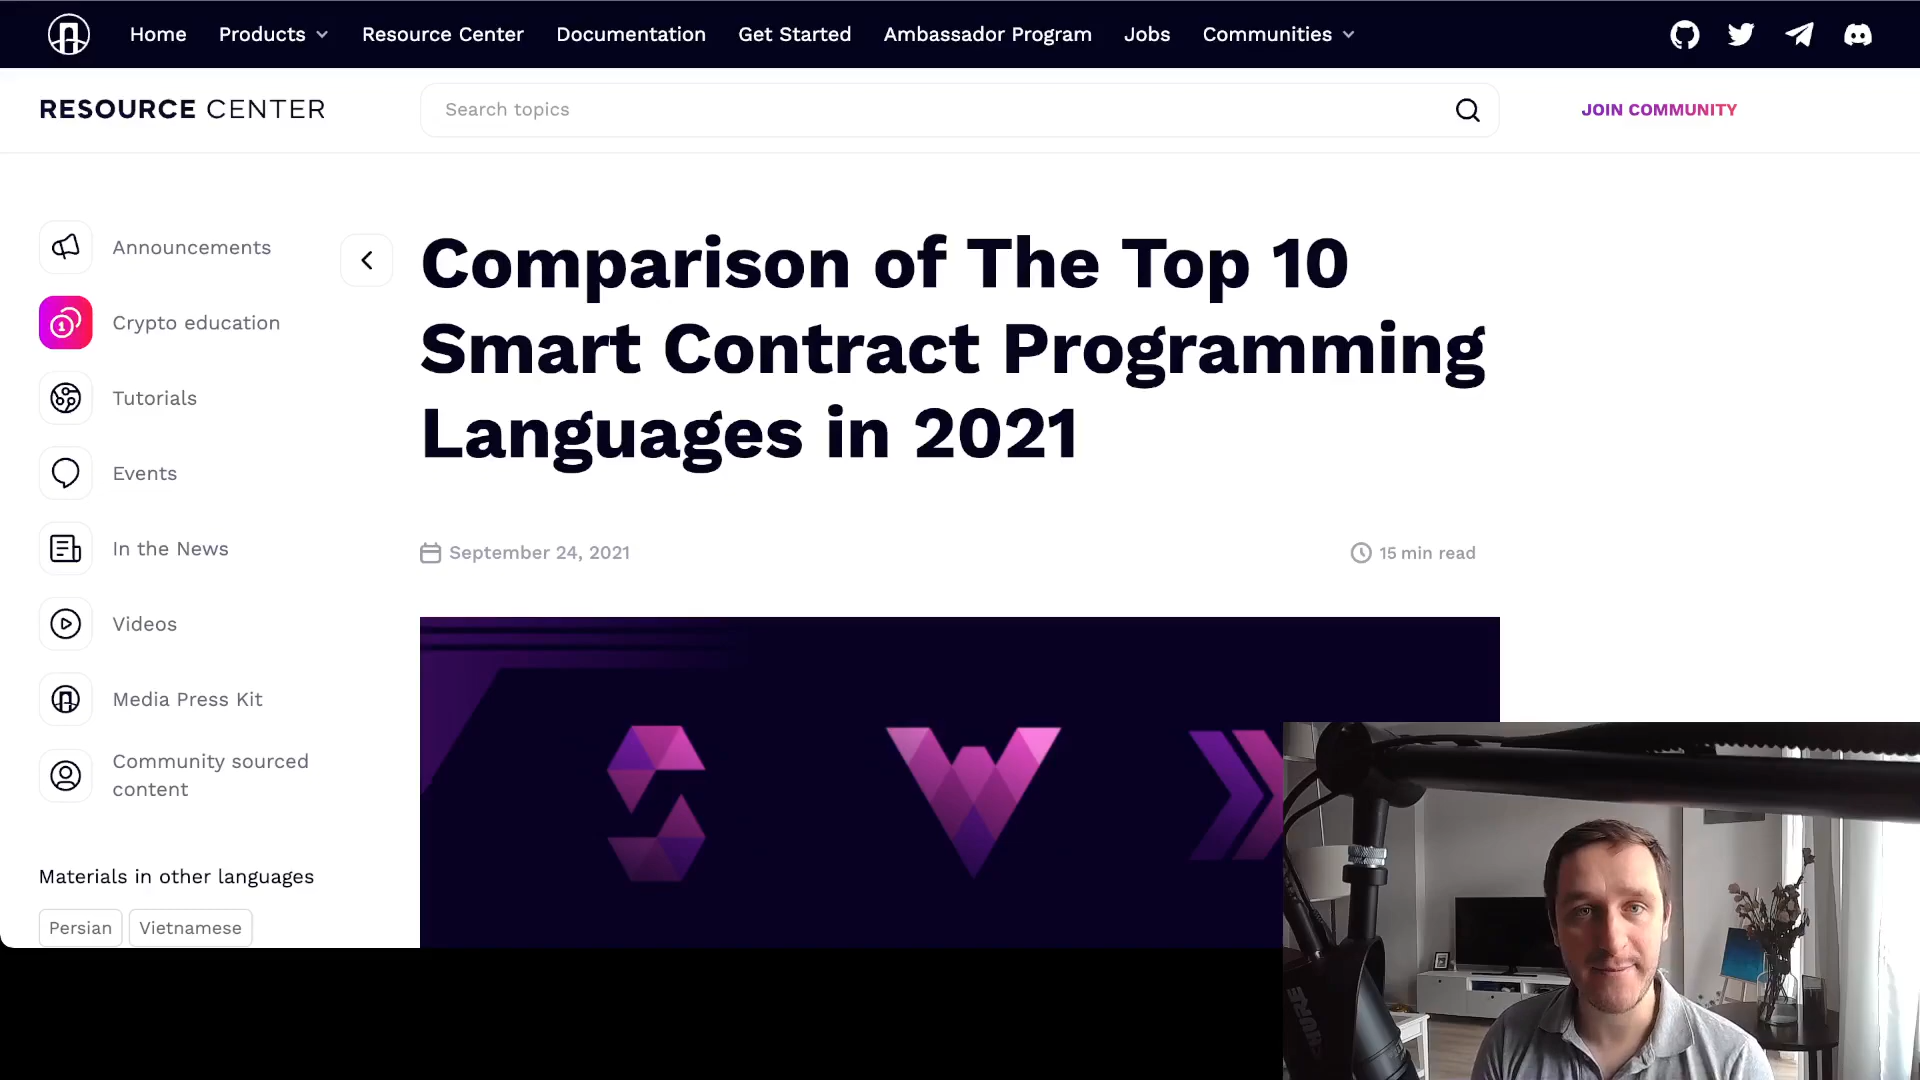 Home Products Resource Center Documentation Get Started Ambassador Program Jobs Communities
RESOURCE CENTER
Search topics
JOIN COMMUNITY
Announcements
Crypto education
Tutorials
Events
In the News
Videos
Media Press Kit
Community sourced
content
Materials in other languages
Persian Vietnamese
Comparison of The Top 10
Smart Contract Programming
Languages in 2021
September 24, 2021
15 min read
SHURE